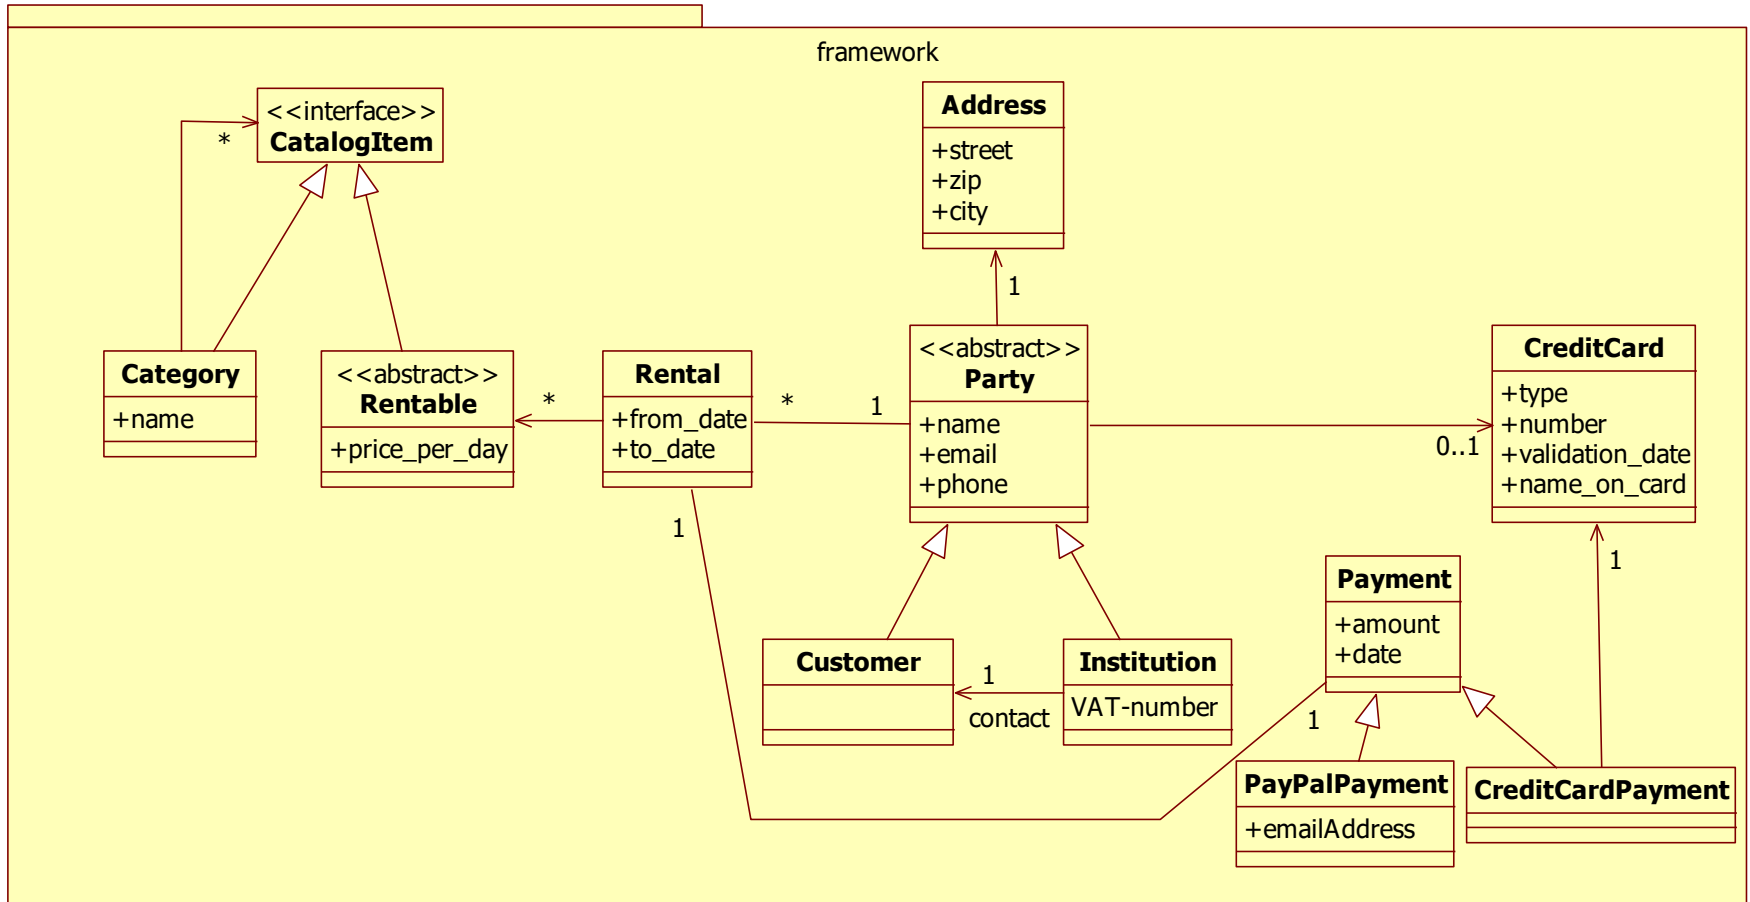 framework
<<interface>>
CatalogItem
*
Address
+street
+zip
+city
1
Category
+name
<<abstract>>
Rentable
+price_per_day
*
Rental
+from_date
+to_date
*
1
1
<<abstract>>
Party
+name
+email
+phone
0..1
CreditCard
+type
+number
+validation_date
+name_on_card
1
Customer
1
contact
Institution
VAT-number
Payment
+amount
+date
1
PayPalPayment
+emailAddress
CreditCardPayment